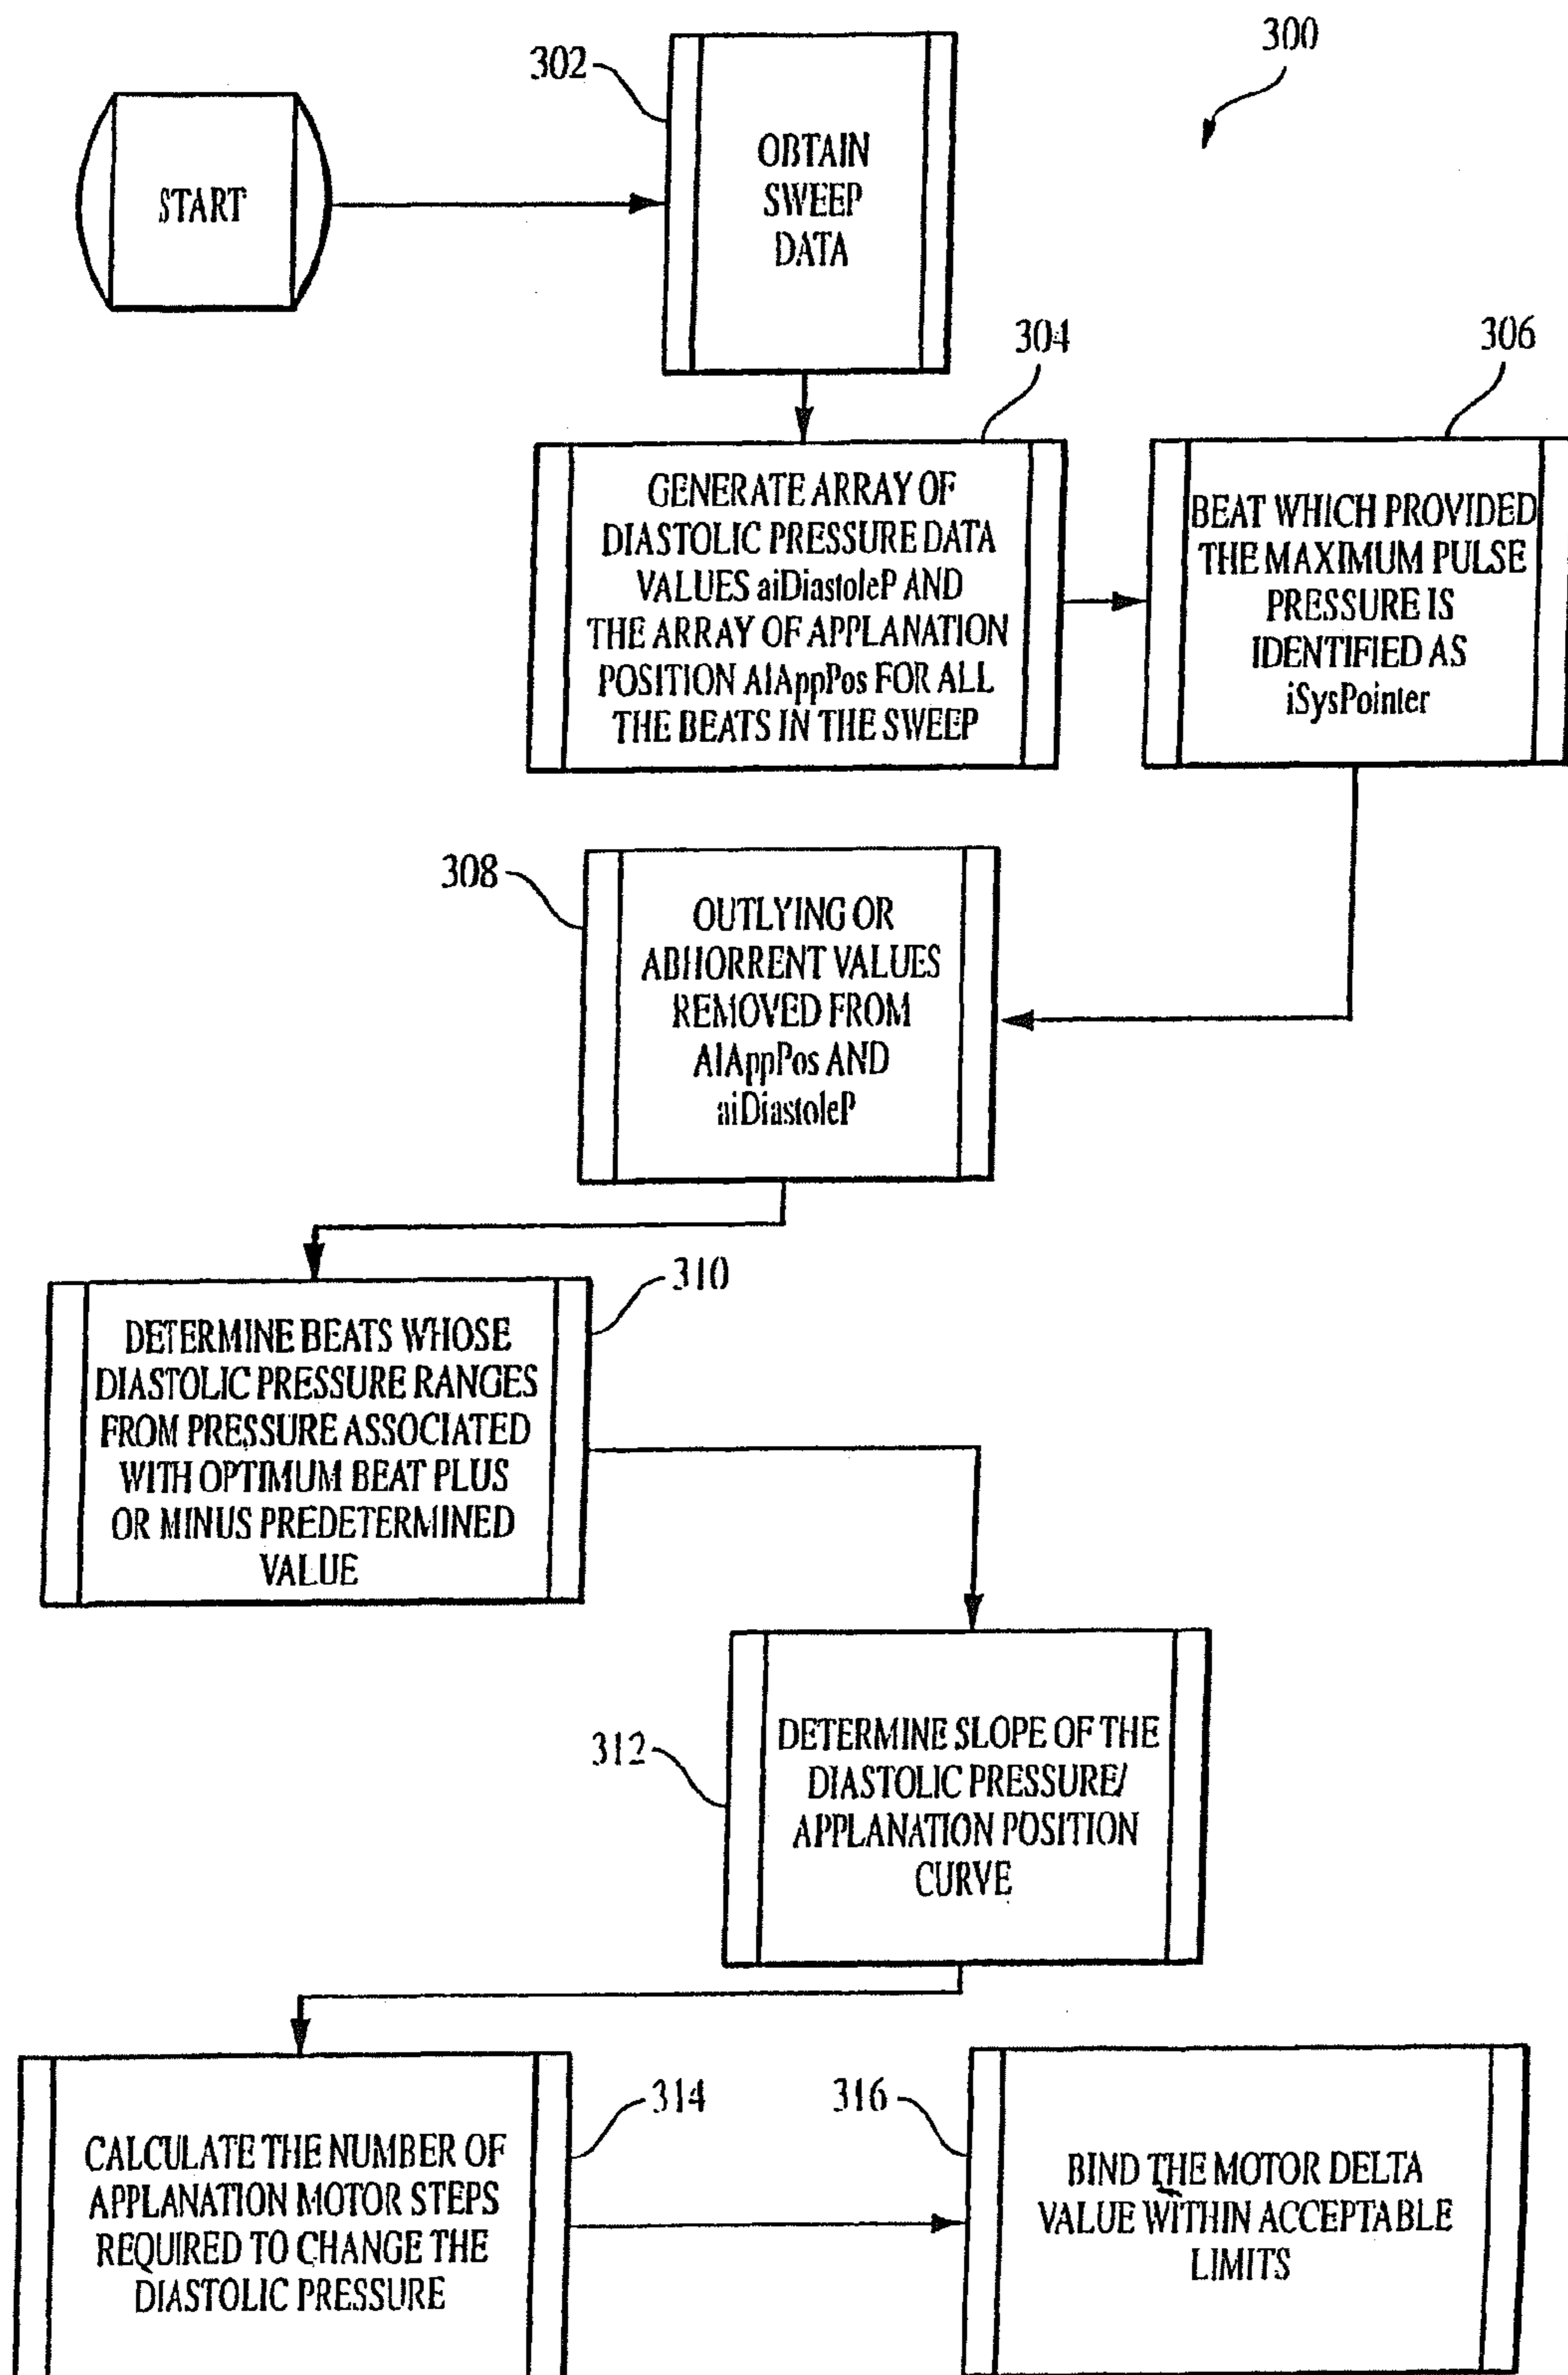 300
302
START
OBTAIN
SWEEP
DATA
304
GENERATE ARRAY OF
DIASTOLIC PRESSURE DATA
VALUES aiDiastoleP AND
THE ARRAY OF APPLANATION
POSITION AlAppPos FOR ALL
THE BEATS IN THE SWEEP
306
BEAT WHICH PROVIDED
THE MAXIMUM PULSE
PRESSURE IS
IDENTIFIED AS
iSysPointer
308
OUTLYING OR
ABHORRENT VALUES
REMOVED FROM
AlAppPos AND
aiDiastoleP
310
DETERMINE BEATS WHOSE
DIASTOLIC PRESSURE RANGES
FROM PRESSURE ASSOCIATED
WITH OPTIMUM BEAT PLUS
OR MINUS PREDETERMINED
VALUE
312
DETERMINE SLOPE OF THE
DIASTOLIC PRESSURE/
APPLANATION POSITION
CURVE
314
CALCULATE THE NUMBER OF
APPLANATION MOTOR STEPS
REQUIRED TO CHANGE THE
DIASTOLIC PRESSURE
316
BIND THE MOTOR DELTA
VALUE WITHIN ACCEPTABLE
LIMITS